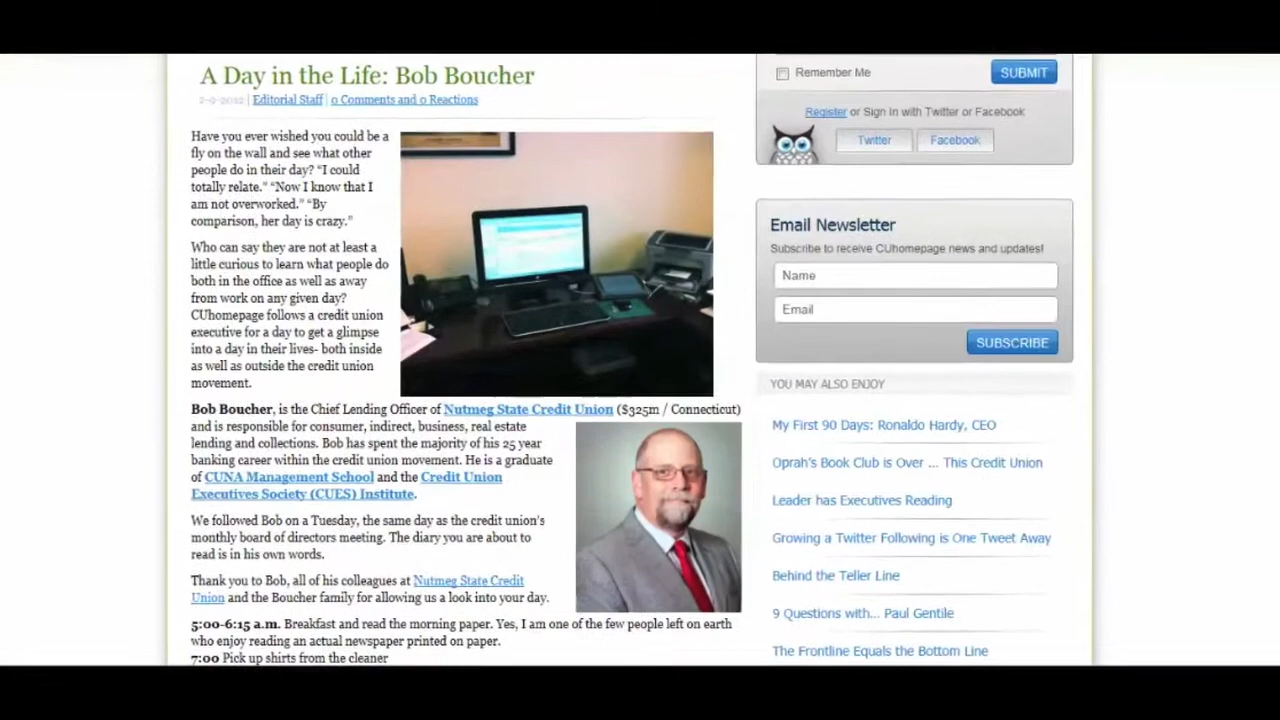 A Day in the Life: Bob Boucher
2-9-2012 | Editorial Staff | 0 Comments and 0 Reactions
Have you ever wished you could be a
fly on the wall and see what other
people do in their day? “I could
totally relate.” “Now I know that I
am not overworked.” “By
comparison, her day is crazy.”
Who can say they are not at least a
little curious to learn what people do
both in the office as well as away
from work on any given day?
CUhomepage follows a credit union
executive for a day to get a glimpse
into a day in their lives- both inside
as well as outside the credit union
movement.
Bob Boucher, is the Chief Lending Officer of Nutmeg State Credit Union ($325m / Connecticut)
and is responsible for consumer, indirect, business, real estate
lending and collections. Bob has spent the majority of his 25 year
banking career within the credit union movement. He is a graduate
of CUNA Management School and the Credit Union
Executives Society (CUES) Institute.
We followed Bob on a Tuesday, the same day as the credit union’s
monthly board of directors meeting. The diary you are about to
read is in his own words.
Thank you to Bob, all of his colleagues at Nutmeg State Credit
Union and the Boucher family for allowing us a look into your day.
5:00-6:15 a.m. Breakfast and read the morning paper. Yes, I am one of the few people left on earth
who enjoy reading an actual newspaper printed on paper.
7:00 Pick up shirts from the cleaner
Remember Me
SUBMIT
Register or Sign In with Twitter or Facebook
Twitter
Facebook
Email Newsletter
Subscribe to receive CUhomepage news and updates!
Name
Email
SUBSCRIBE
YOU MAY ALSO ENJOY
My First 90 Days: Ronaldo Hardy, CEO
Oprah’s Book Club is Over ... This Credit Union
Leader has Executives Reading
Growing a Twitter Following is One Tweet Away
Behind the Teller Line
9 Questions with... Paul Gentile
The Frontline Equals the Bottom Line